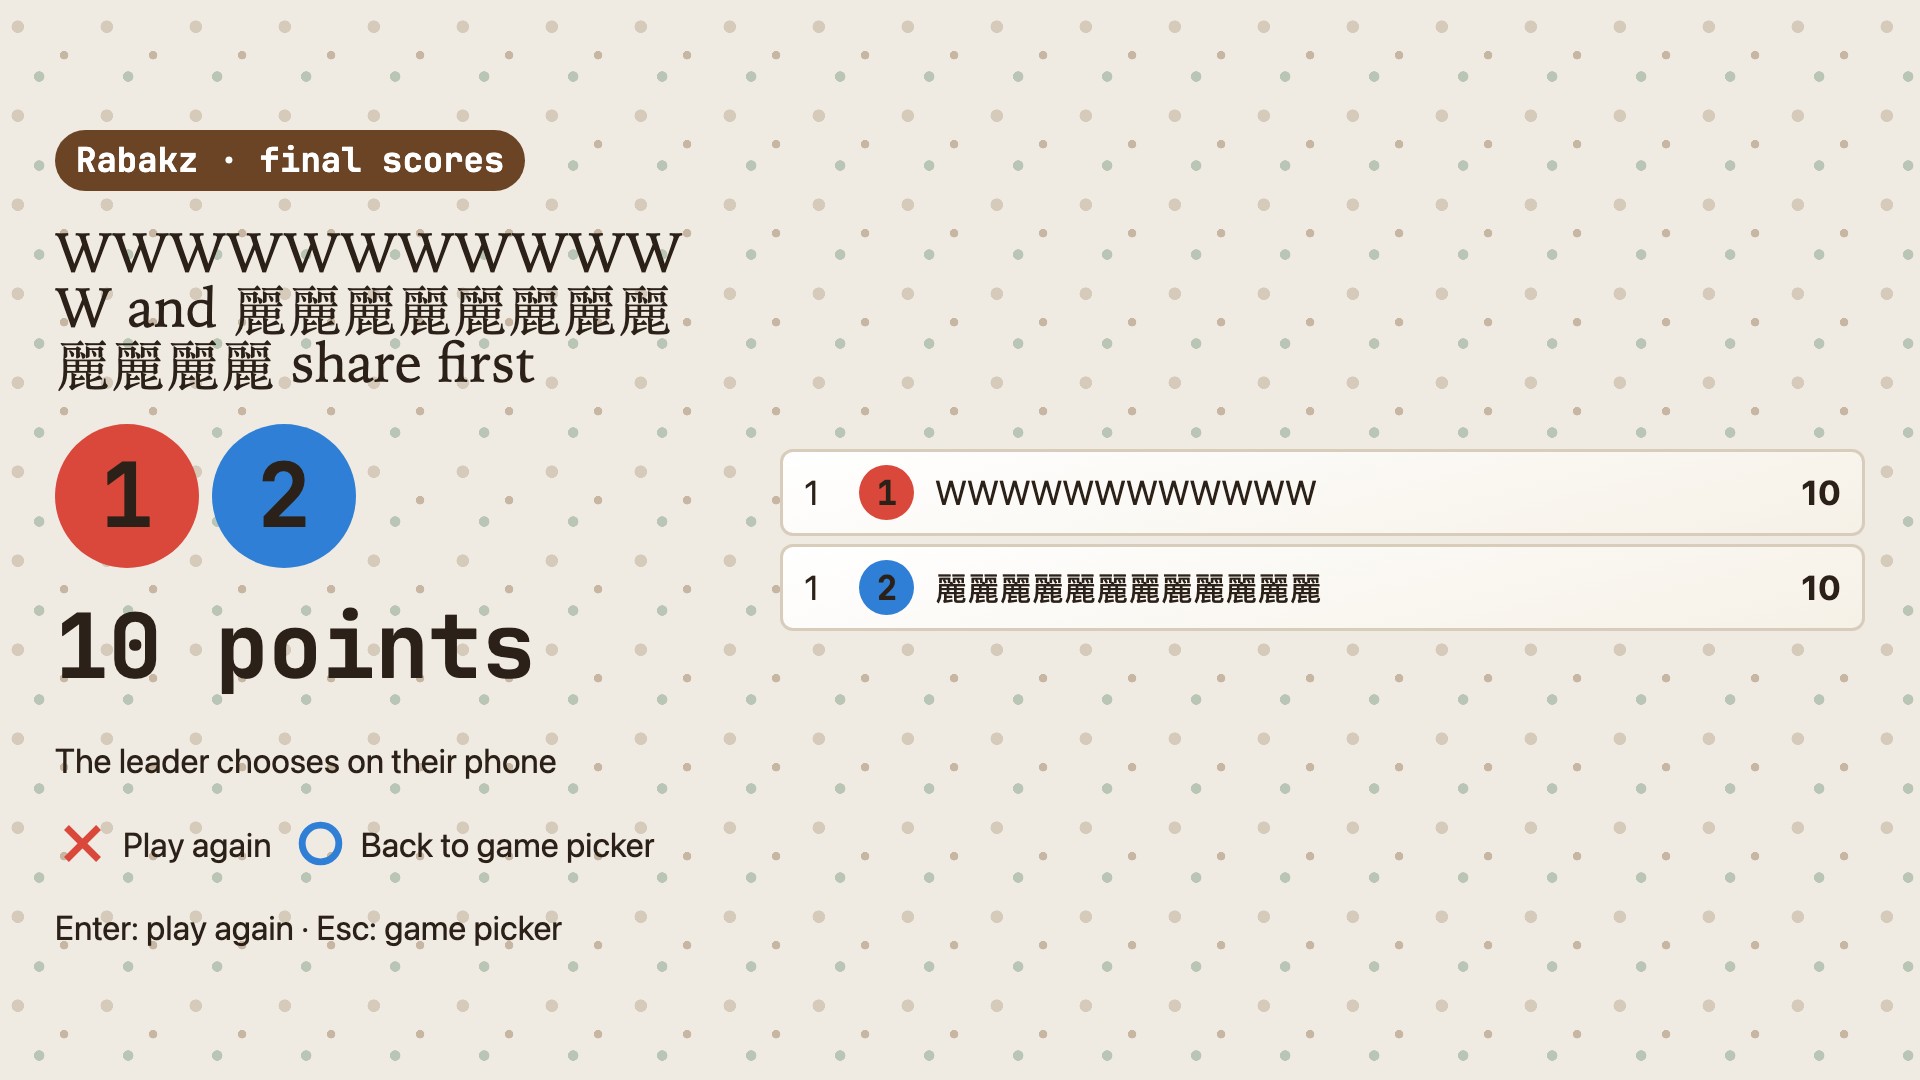 Rabakz · final scores
WWWWWWWWWWW
W and 麗麗麗麗麗麗麗麗
麗麗麗麗 share first
1 2
10 points
The leader chooses on their phone
Play again Back to game picker
Enter: play again · Esc: game picker
1 1 WWWWWWWWWWWW 10
1 2 麗麗麗麗麗麗麗麗麗麗麗麗 10